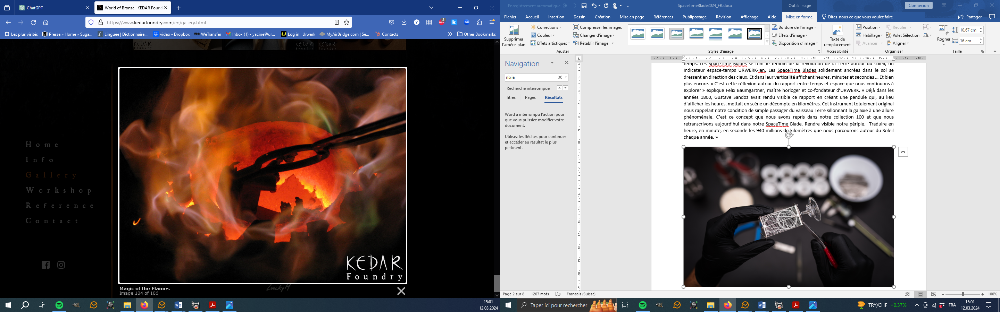 ChatGPT
World of Bronze | KEDAR Found
https://www.kedarfoundry.com/en/gallery.html
Les plus visités
Presse » Home » Suga...
Linguee | Dictionnaire ...
video - Dropbox
WeTransfer
Inbox (1) - yacine@ur...
Log in | Urwerk
MyAirBridge.com | Se...
Contacts
Other Bookmarks
KEDAR
Foundry
KEDAR KEDAR
Foundry Foundry
Home
Info
Gallery
Workshop
Reference
Contact
KEDAR
Foundry
Magic of the Flames
Image 104 of 106
LuckyM
15:01
12.03.2024
Enregistrement automatique
SpaceTimeBlade2024_FR.docx
Outils Image
Connexion
Fichier
Accueil
Insertion
Dessin
Création
Mise en page
Références
Publipostage
Révision
Affichage
Aide
Mise en forme
Dites-nous ce que vous voulez faire
Partager
Supprimer
l'arrière-plan
Corrections
Couleur
Effets artistiques
Compresser les images
Changer d'image
Rétablir l'image
Ajuster
Styles d'image
Bordure de l'image
Effets d'image
Disposition d'image
Texte de
remplacement
Accessibilité
Position
Habillage
Avancer
Reculer
Volet Sélection
Aligner
Organiser
Rogner
10,67 cm
16 cm
Taille
Navigation
nixie
Recherche interrompue
Titres
Pages
Résultats
Word a interrompu l'action pour
que vous puissiez modifier votre
document.
Utilisez les flèches pour continuer
et accéder au résultat le plus
pertinent.
temps. Les SpaceTime Blades se font le témoin de la révolution de la Terre autour du soleil, un
indicateur espace-temps URWERK-ien. Les SpaceTime Blades solidement ancrées dans le sol se
dressent en direction des cieux. Et dans leur verticalité affichent heures, minutes et secondes ... Et bien
plus encore. « C'est cette réflexion autour du rapport entre temps et espace que nous continuons à
explorer » explique Felix Baumgartner, maître horloger et co-fondateur d'URWERK. « Déjà dans les
années 1800, Gustave Sandoz avait rendu visible ce rapport en créant une pendule qui, au lieu
d'afficher les heures, mettait en scène un décompte en kilomètres. Cet instrument totalement original
nous rappelait notre condition de simple passager du vaisseau Terre sillonnant la galaxie à une allure
phénoménale. C'est ce concept que nous avons repris dans notre collection 100 et que nous
retranscrivons aujourd'hui dans notre SpaceTime Blade. Rendre visible notre périple. Traduire en
heure, en minute, en seconde les 940 millions de kilomètres que nous parcourons autour du Soleil
chaque année. »
Page 2 sur 8
1207 mots
Français (Suisse)
100%
Taper ici pour rechercher
TRY/CHF +0,37%
FRA
15:01
12.03.2024